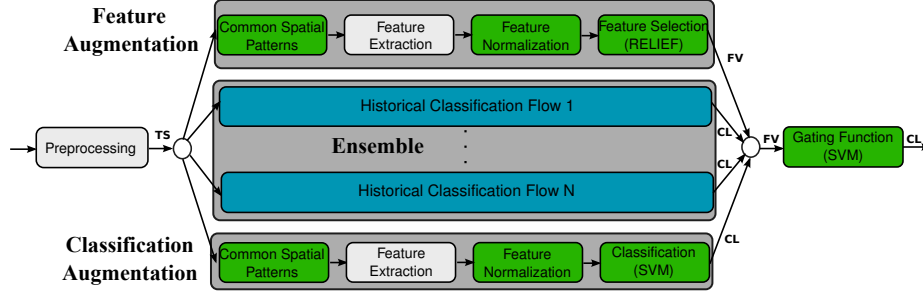 Feature
Augmentation
Common Spatial
Patterns
Feature
Extraction
Feature
Normalization
Feature Selection
(RELIEF)
FV
Historical Classification Flow 1
CL
Preprocessing
TS
Ensemble
FV
Gating Function
(SVM)
CL
CL
Historical Classification Flow N
Classification
Augmentation
Common Spatial
Patterns
Feature
Extraction
Feature
Normalization
Classification
(SVM)
CL